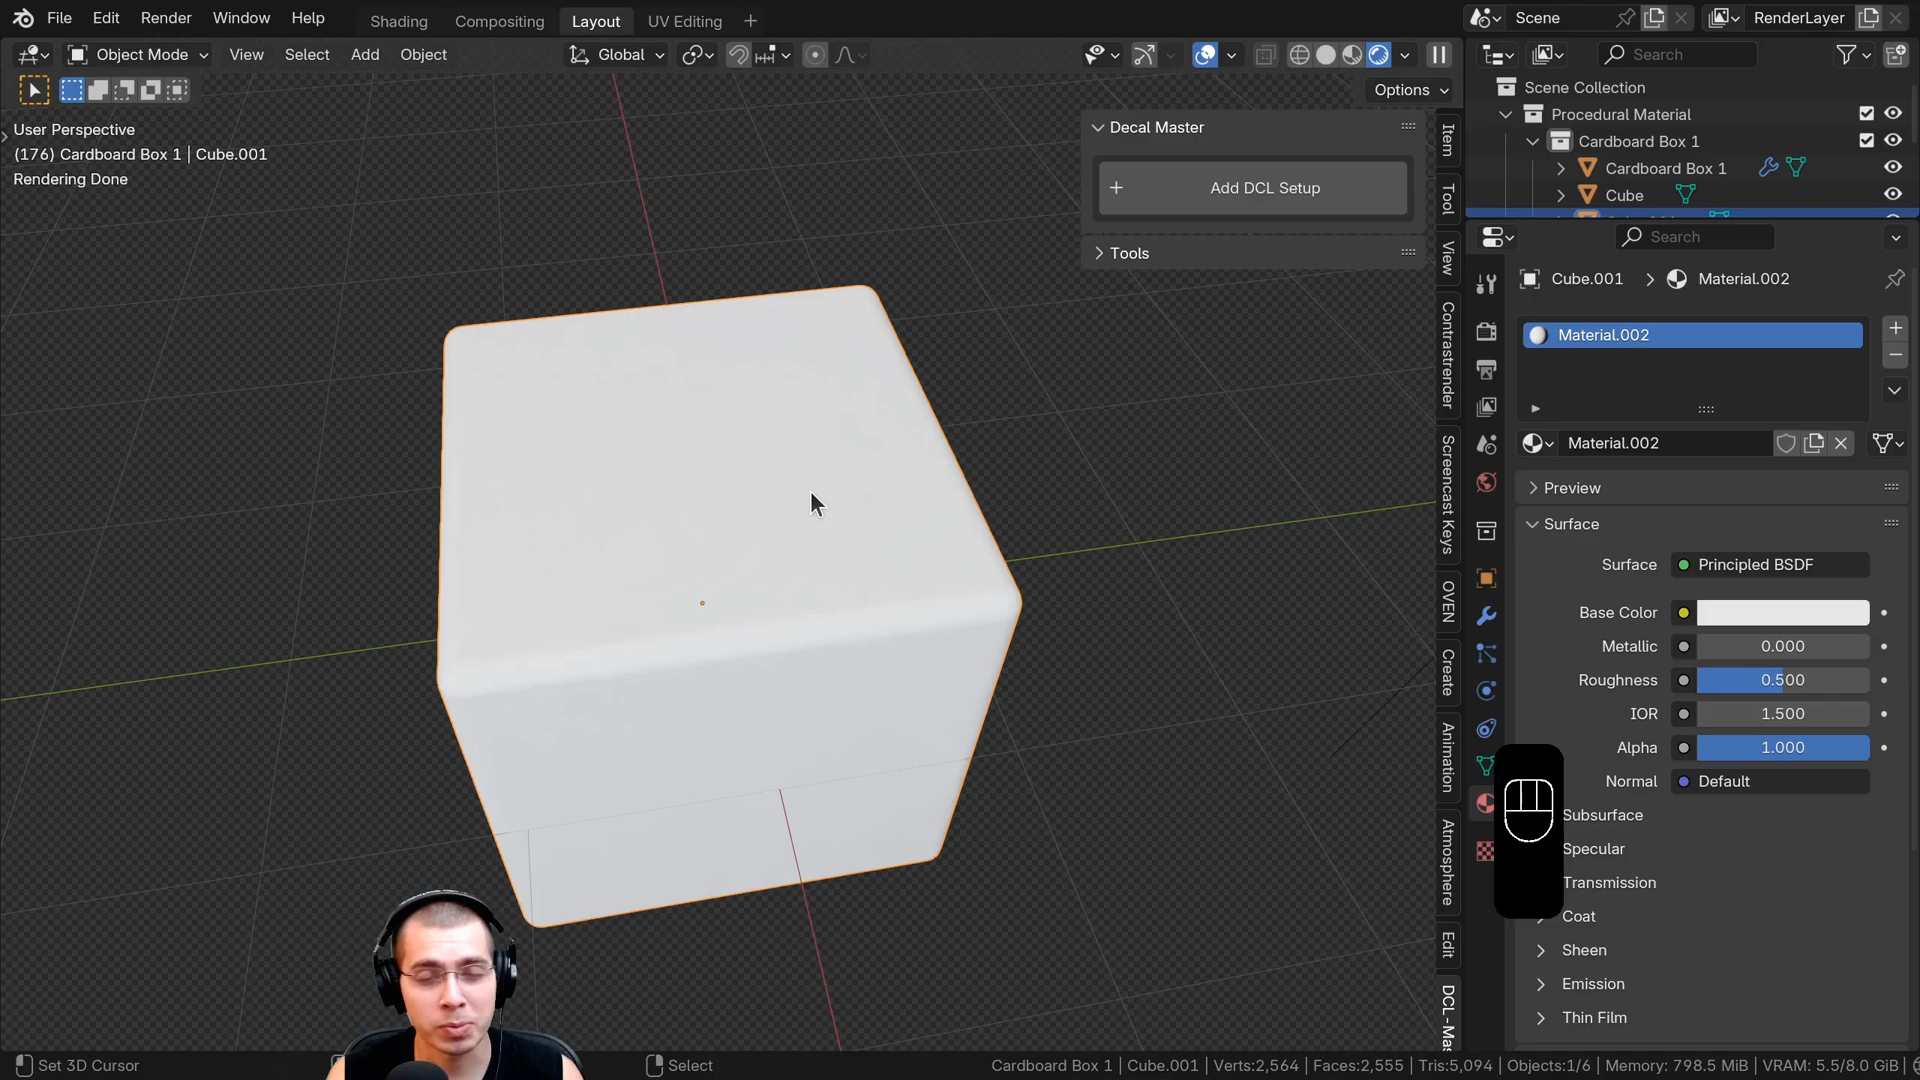 File Edit Render Window Help Shading Compositing Layout UV Editing Scene RenderLayer
Object Mode View Select Add Object Global Search
Options
User Perspective
(176) Cardboard Box 1 | Cube.001
Rendering Done
Decal Master
Add DCL Setup
Tools
Item
Tool
View
Contrastrender
Screencast Keys
OVEN
Create
Animation
Atmosphere
Edit
DCL - Mas
Scene Collection
Procedural Material
Cardboard Box 1
Cardboard Box 1
Cube
Search
Cube.001 Material.002
Material.002
Material.002
Preview
Surface
Surface Principled BSDF
Base Color
Metallic 0.000
Roughness 0.500
IOR 1.500
Alpha 1.000
Normal Default
Subsurface
Specular
Transmission
Coat
Sheen
Emission
Thin Film
Set 3D Cursor Select Cardboard Box 1 | Cube.001 | Verts:2,564 | Faces:2,555 | Tris:5,094 | Objects:1/6 | Memory: 798.5 MiB | VRAM: 5.5/8.0 GiB |